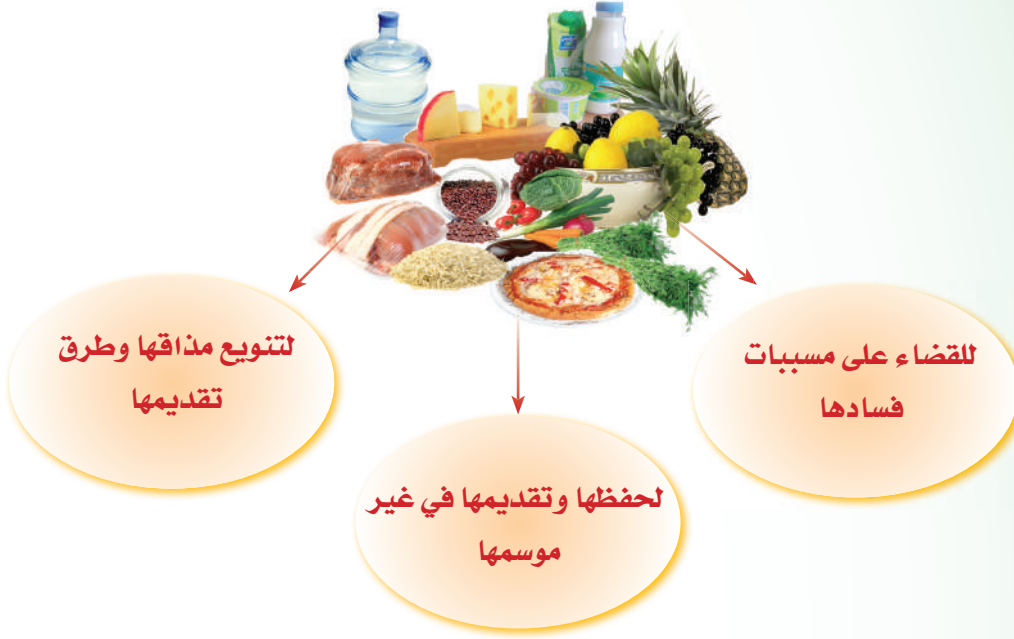 للقضاء على مسببات
فسادها
لتنويع مذاقها وطرق
تقديمها
لحفظها وتقديمها في غير
موسمها